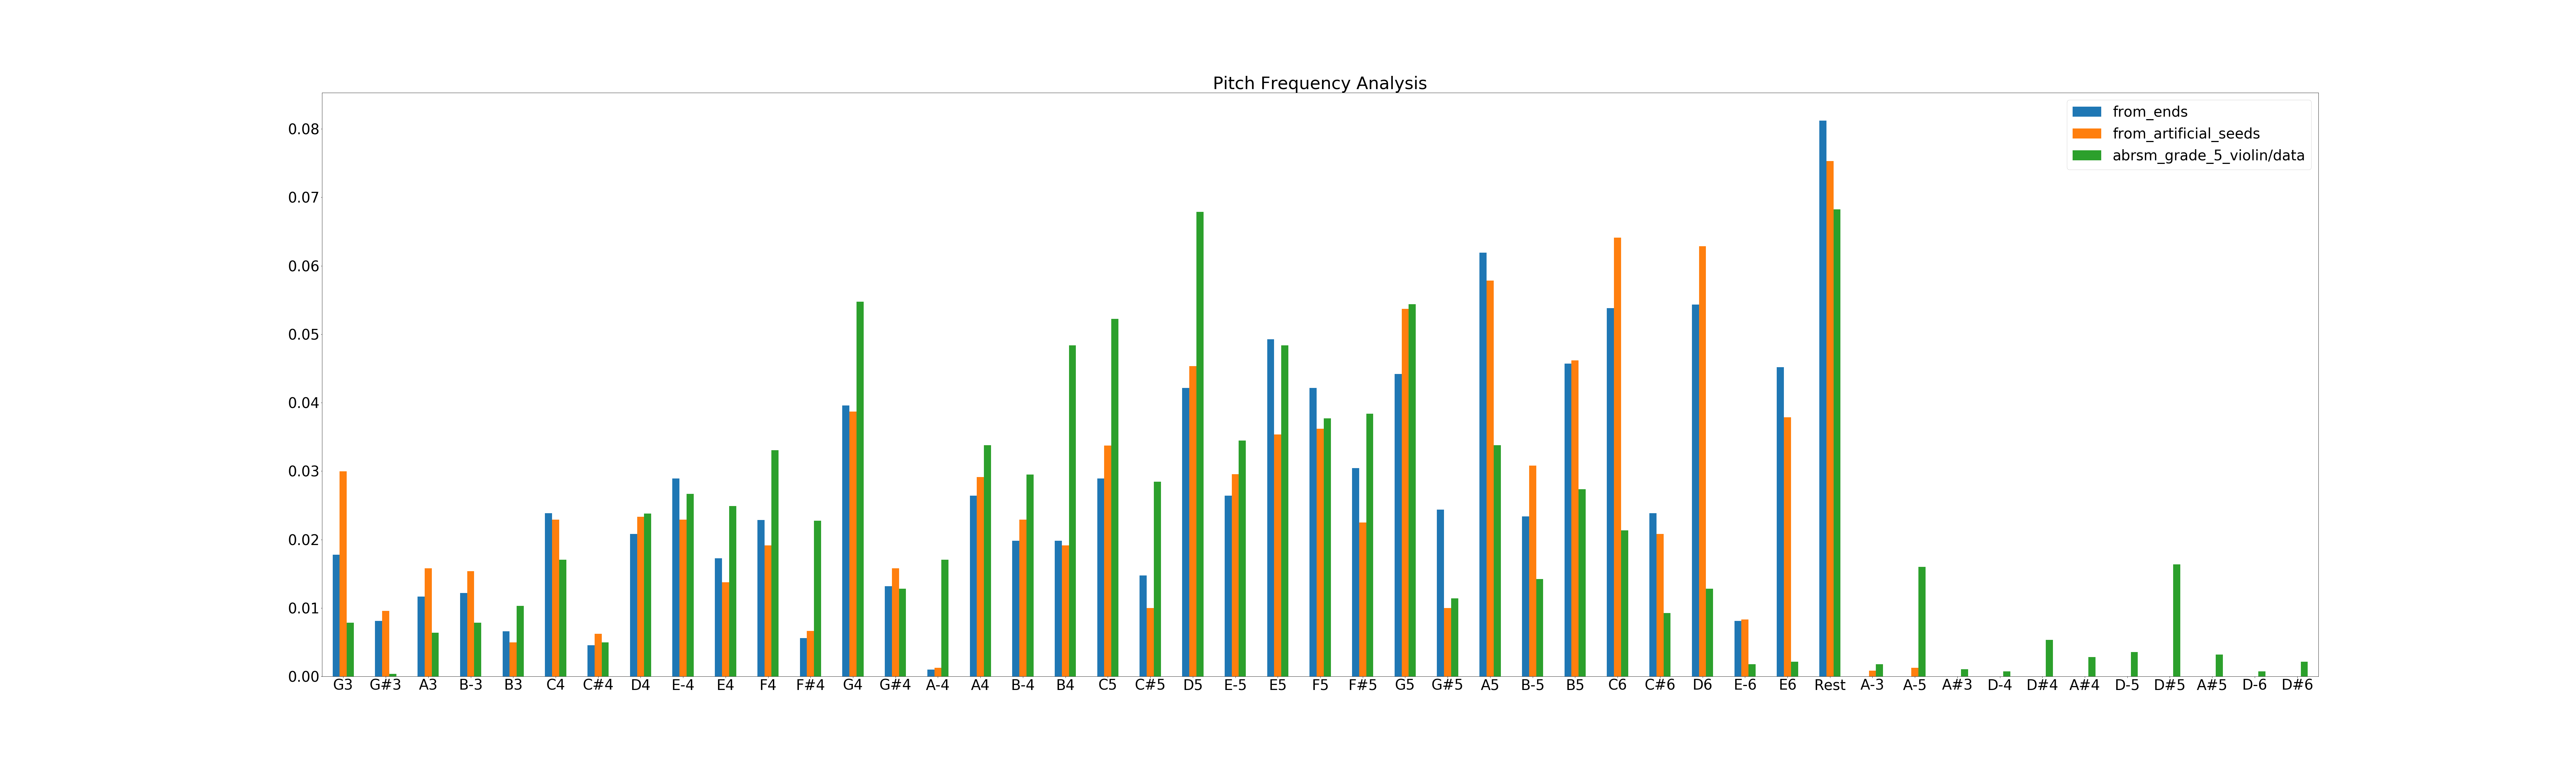 Pitch Frequency Analysis
from_ends
from_artificial_seeds
abrsm_grade_5_violin/data
0.08
0.07
0.06
0.05
0.04
0.03
0.02
0.01
0.00
G3 G#3 A3 B-3 B3 C4 C#4 D4 E-4 E4 F4 F#4 G4 G#4 A-4 A4 B-4 B4 C5 C#5 D5 E-5 E5 F5 F#5 G5 G#5 A5 B-5 B5 C6 C#6 D6 E-6 E6 Rest A-3 A-5 A#3 D-4 D#4 A#4 D-5 D#5 A#5 D-6 D#6